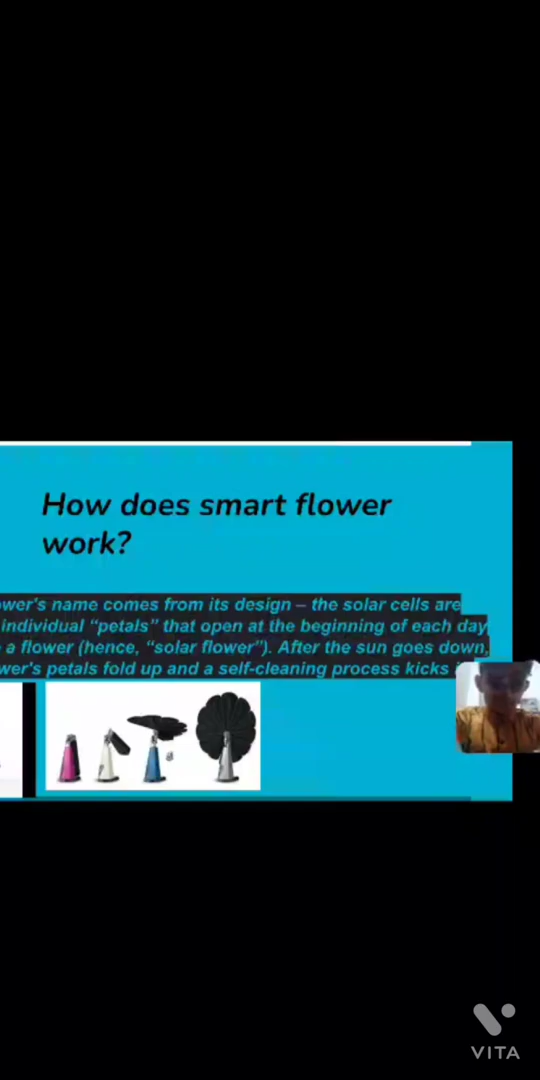 How does smart flower
work?
ower's name comes from its design – the solar cells are
individual “petals” that open at the beginning of each day
a flower (hence, “solar flower”). After the sun goes down,
wer's petals fold up and a self-cleaning process kicks
VITA